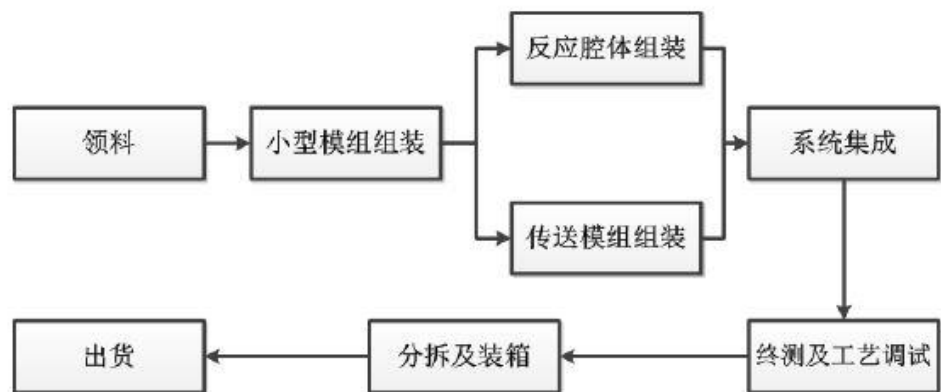 反应腔体组装
领料
小型模组组装
系统集成
传送模组组装
出货
分拆及装箱
终测及工艺调试